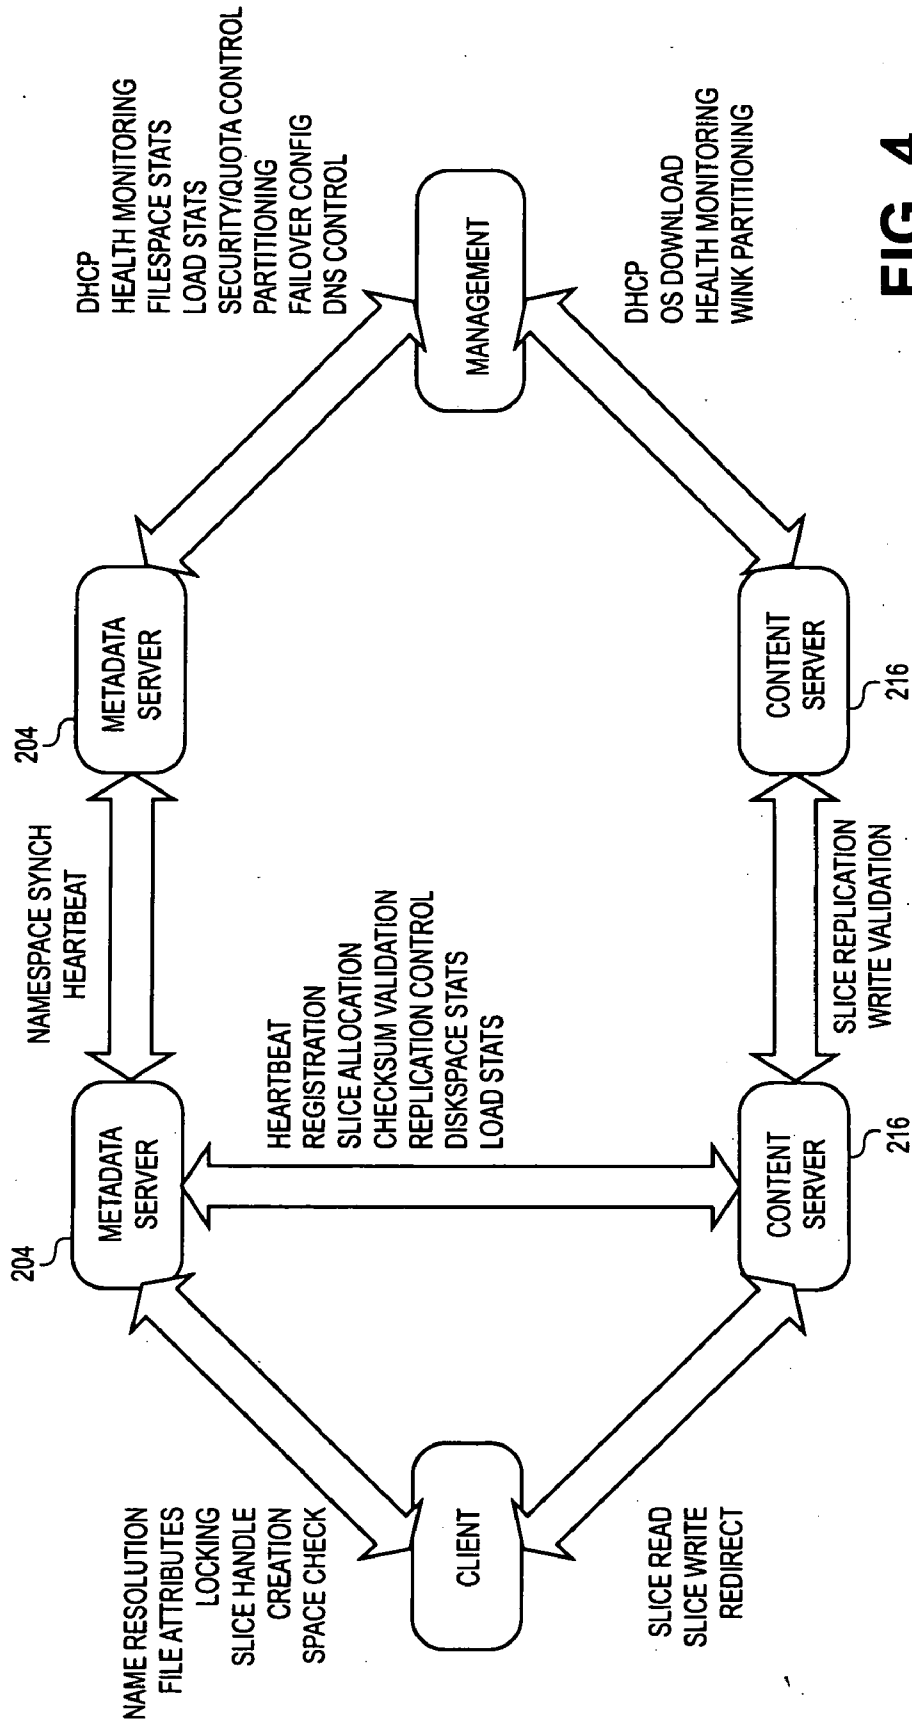 NAME RESOLUTION
FILE ATTRIBUTES
LOCKING
SLICE HANDLE
CREATION
SPACE CHECK
204
METADATA
SERVER
NAMESPACE SYNCH
HEARTBEAT
204
METADATA
SERVER
DHCP
HEALTH MONITORING
FILESPACE STATS
LOAD STATS
SECURITY/QUOTA CONTROL
PARTITIONING
FAILOVER CONFIG
DNS CONTROL
CLIENT
HEARTBEAT
REGISTRATION
SLICE ALLOCATION
CHECKSUM VALIDATION
REPLICATION CONTROL
DISKSPACE STATS
LOAD STATS
MANAGEMENT
SLICE READ
SLICE WRITE
REDIRECT
CONTENT
SERVER
216
SLICE REPLICATION
WRITE VALIDATION
CONTENT
SERVER
216
DHCP
OS DOWNLOAD
HEALTH MONITORING
WINK PARTITIONING
FIG. 4